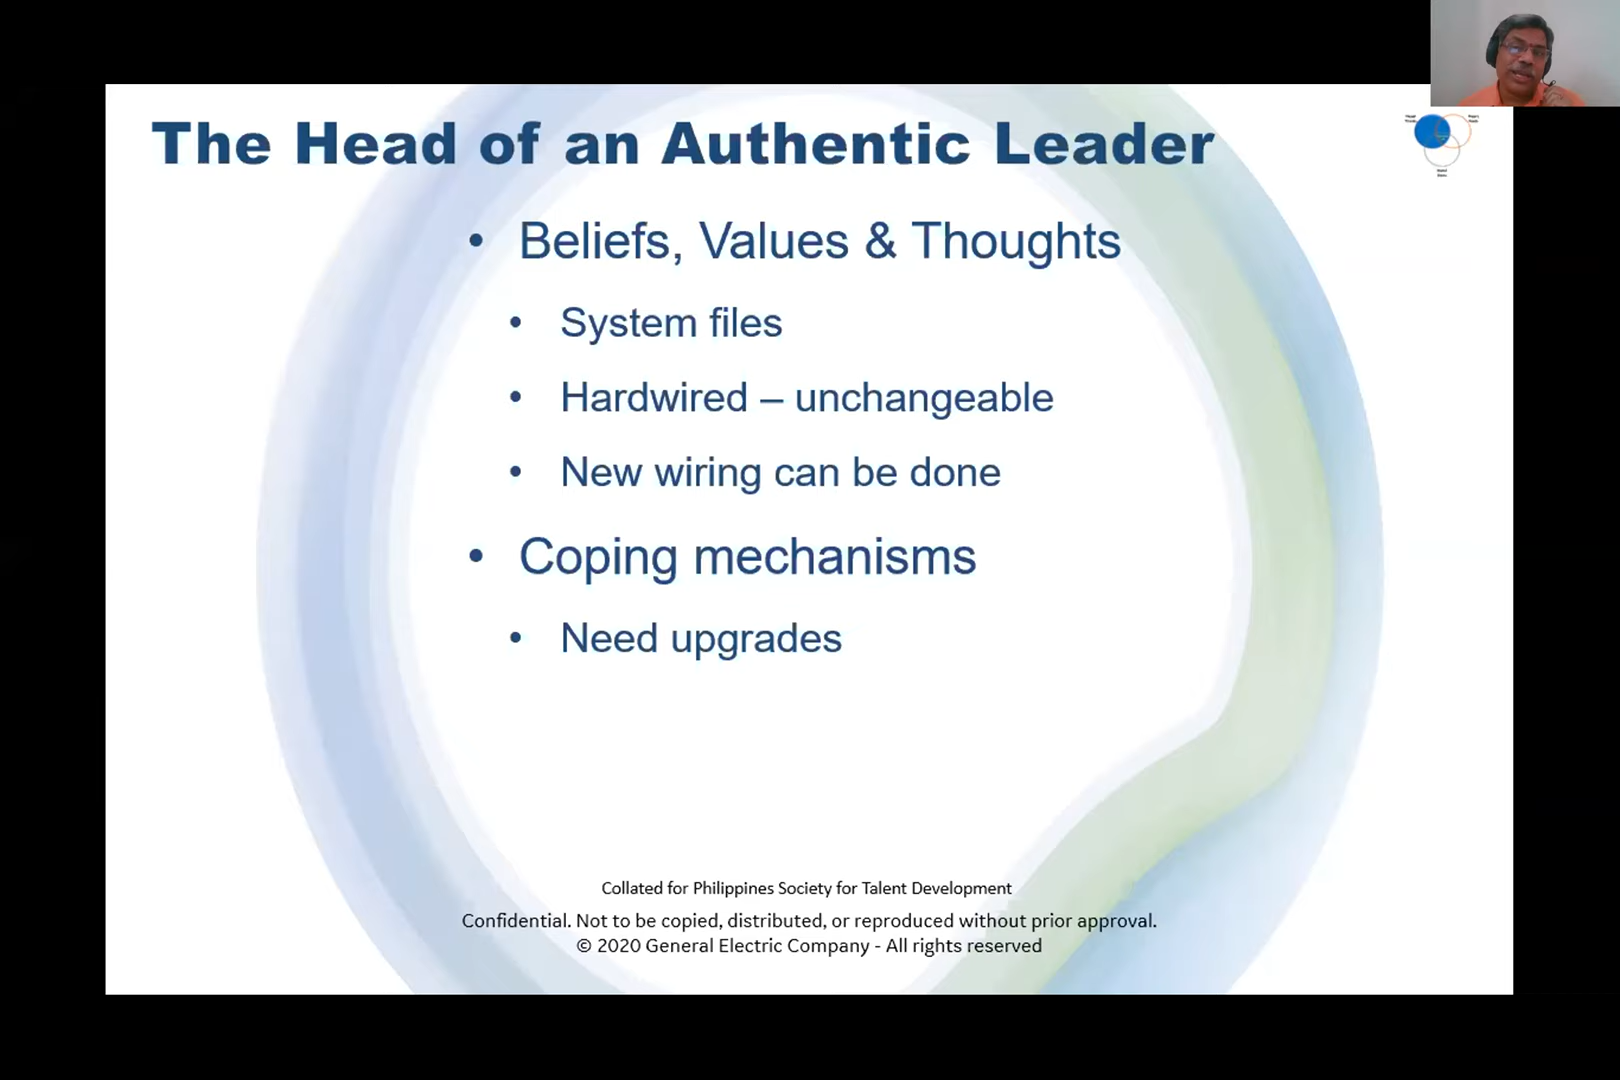 The Head of an Authentic Leader
• Beliefs, Values & Thoughts
• System files
• Hardwired – unchangeable
• New wiring can be done
• Coping mechanisms
• Need upgrades
Collated for Philippines Society for Talent Development
Confidential. Not to be copied, distributed, or reproduced without prior approval.
© 2020 General Electric Company - All rights reserved